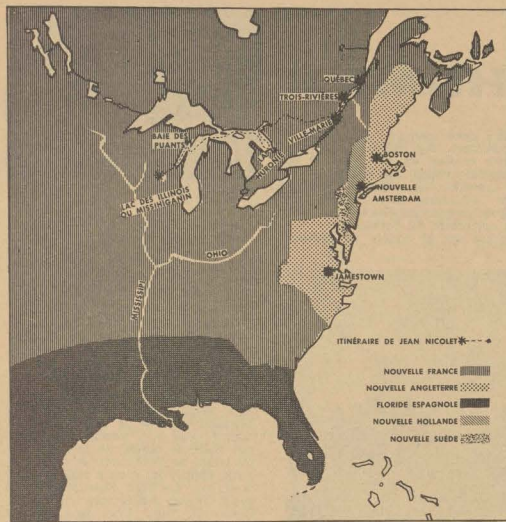 QUÉBEC
TROIS-RIVIÈRES
VILLE-MARIE
BAIE DES
PUANTS
BOSTON
LAC DES ILLINOIS
OU MISSIHIGANIN
NOUVELLE
AMSTERDAM
OHIO
JAMESTOWN
MISSISSIPI
ITINÉRAIRE DE JEAN NICOLET
NOUVELLE FRANCE
NOUVELLE ANGLETERRE
FLORIDE ESPAGNOLE
NOUVELLE HOLLANDE
NOUVELLE SUÈDE